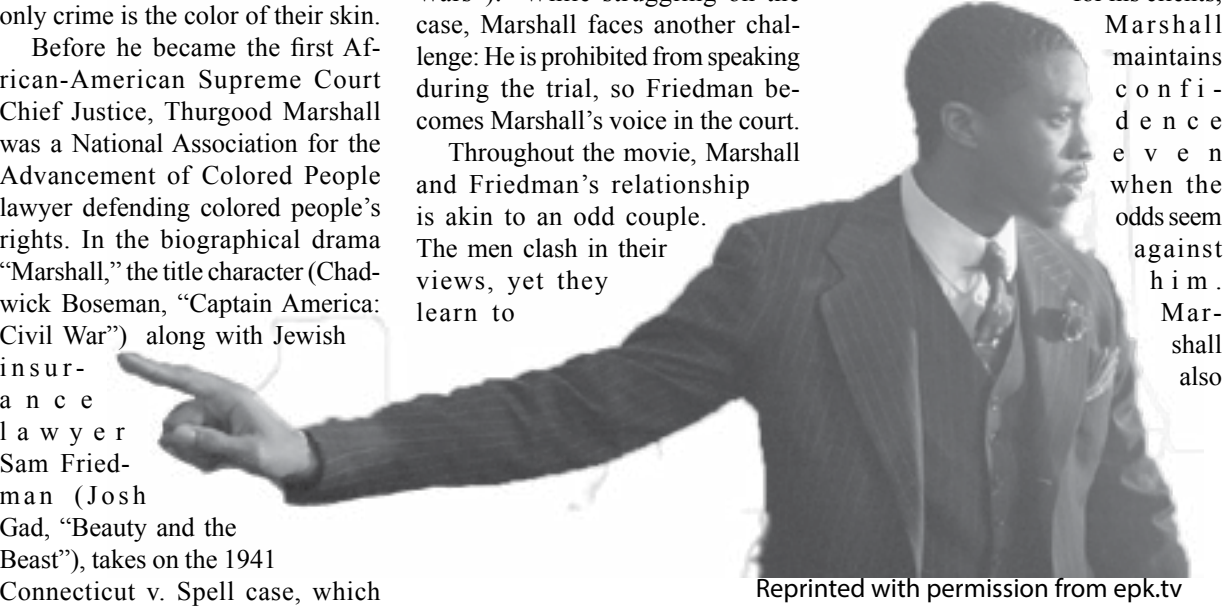 only crime is the color of their skin.
Before he became the first Af-
rican-American Supreme Court
Chief Justice, Thurgood Marshall
was a National Association for the
Advancement of Colored People
lawyer defending colored people’s
rights. In the biographical drama
“Marshall,” the title character (Chad-
wick Boseman, “Captain America:
Civil War”) along with Jewish
insur-
ance
lawyer
Sam Fried-
man (Josh
Gad, “Beauty and the
Beast”), takes on the 1941
Connecticut v. Spell case, which
case, Marshall faces another chal-
lenge: He is prohibited from speaking
during the trial, so Friedman be-
comes Marshall’s voice in the court.
Throughout the movie, Marshall
and Friedman’s relationship
is akin to an odd couple.
The men clash in their
views, yet they
learn to
Marshall
maintains
confi-
dence
even
when the
odds seem
against
him.
Mar-
shall
also
Reprinted with permission from epk.tv